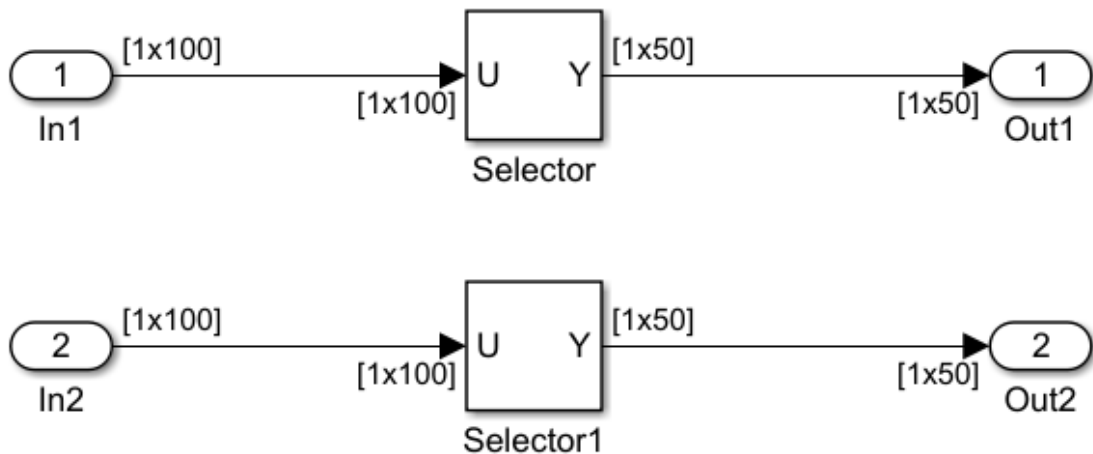 [1x100]
[1x50]
1
U
Y
1
[1x100]
[1x50]
In1
Out1
Selector
[1x100]
[1x50]
2
U
Y
2
[1x100]
[1x50]
In2
Out2
Selector1